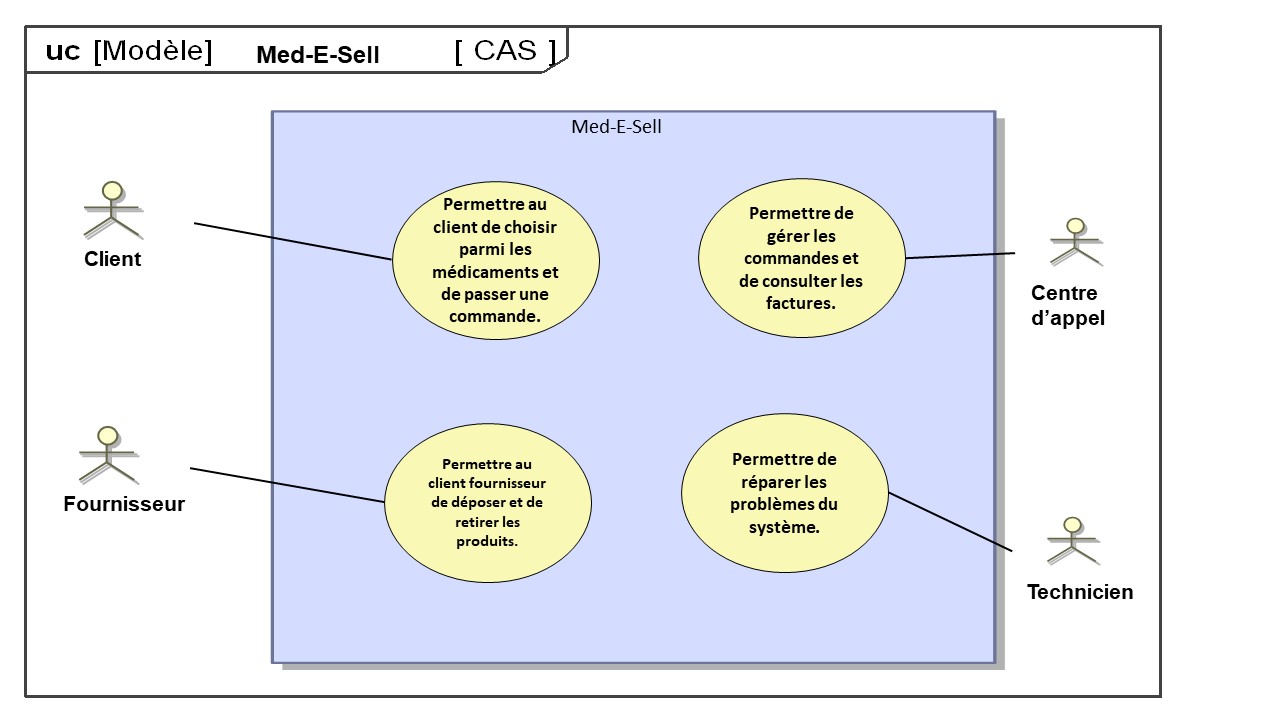 uc [Modèle] Med-E-Sell [ CAS ]
Med-E-Sell
Client
Permettre au
client de choisir
parmi les
médicaments et
de passer une
commande.
Permettre de
gérer les
commandes et
de consulter les
factures.
Centre
d’appel
Fournisseur
Permettre au
client fournisseur
de déposer et de
retirer les
produits.
Permettre de
réparer les
problèmes du
système.
Technicien